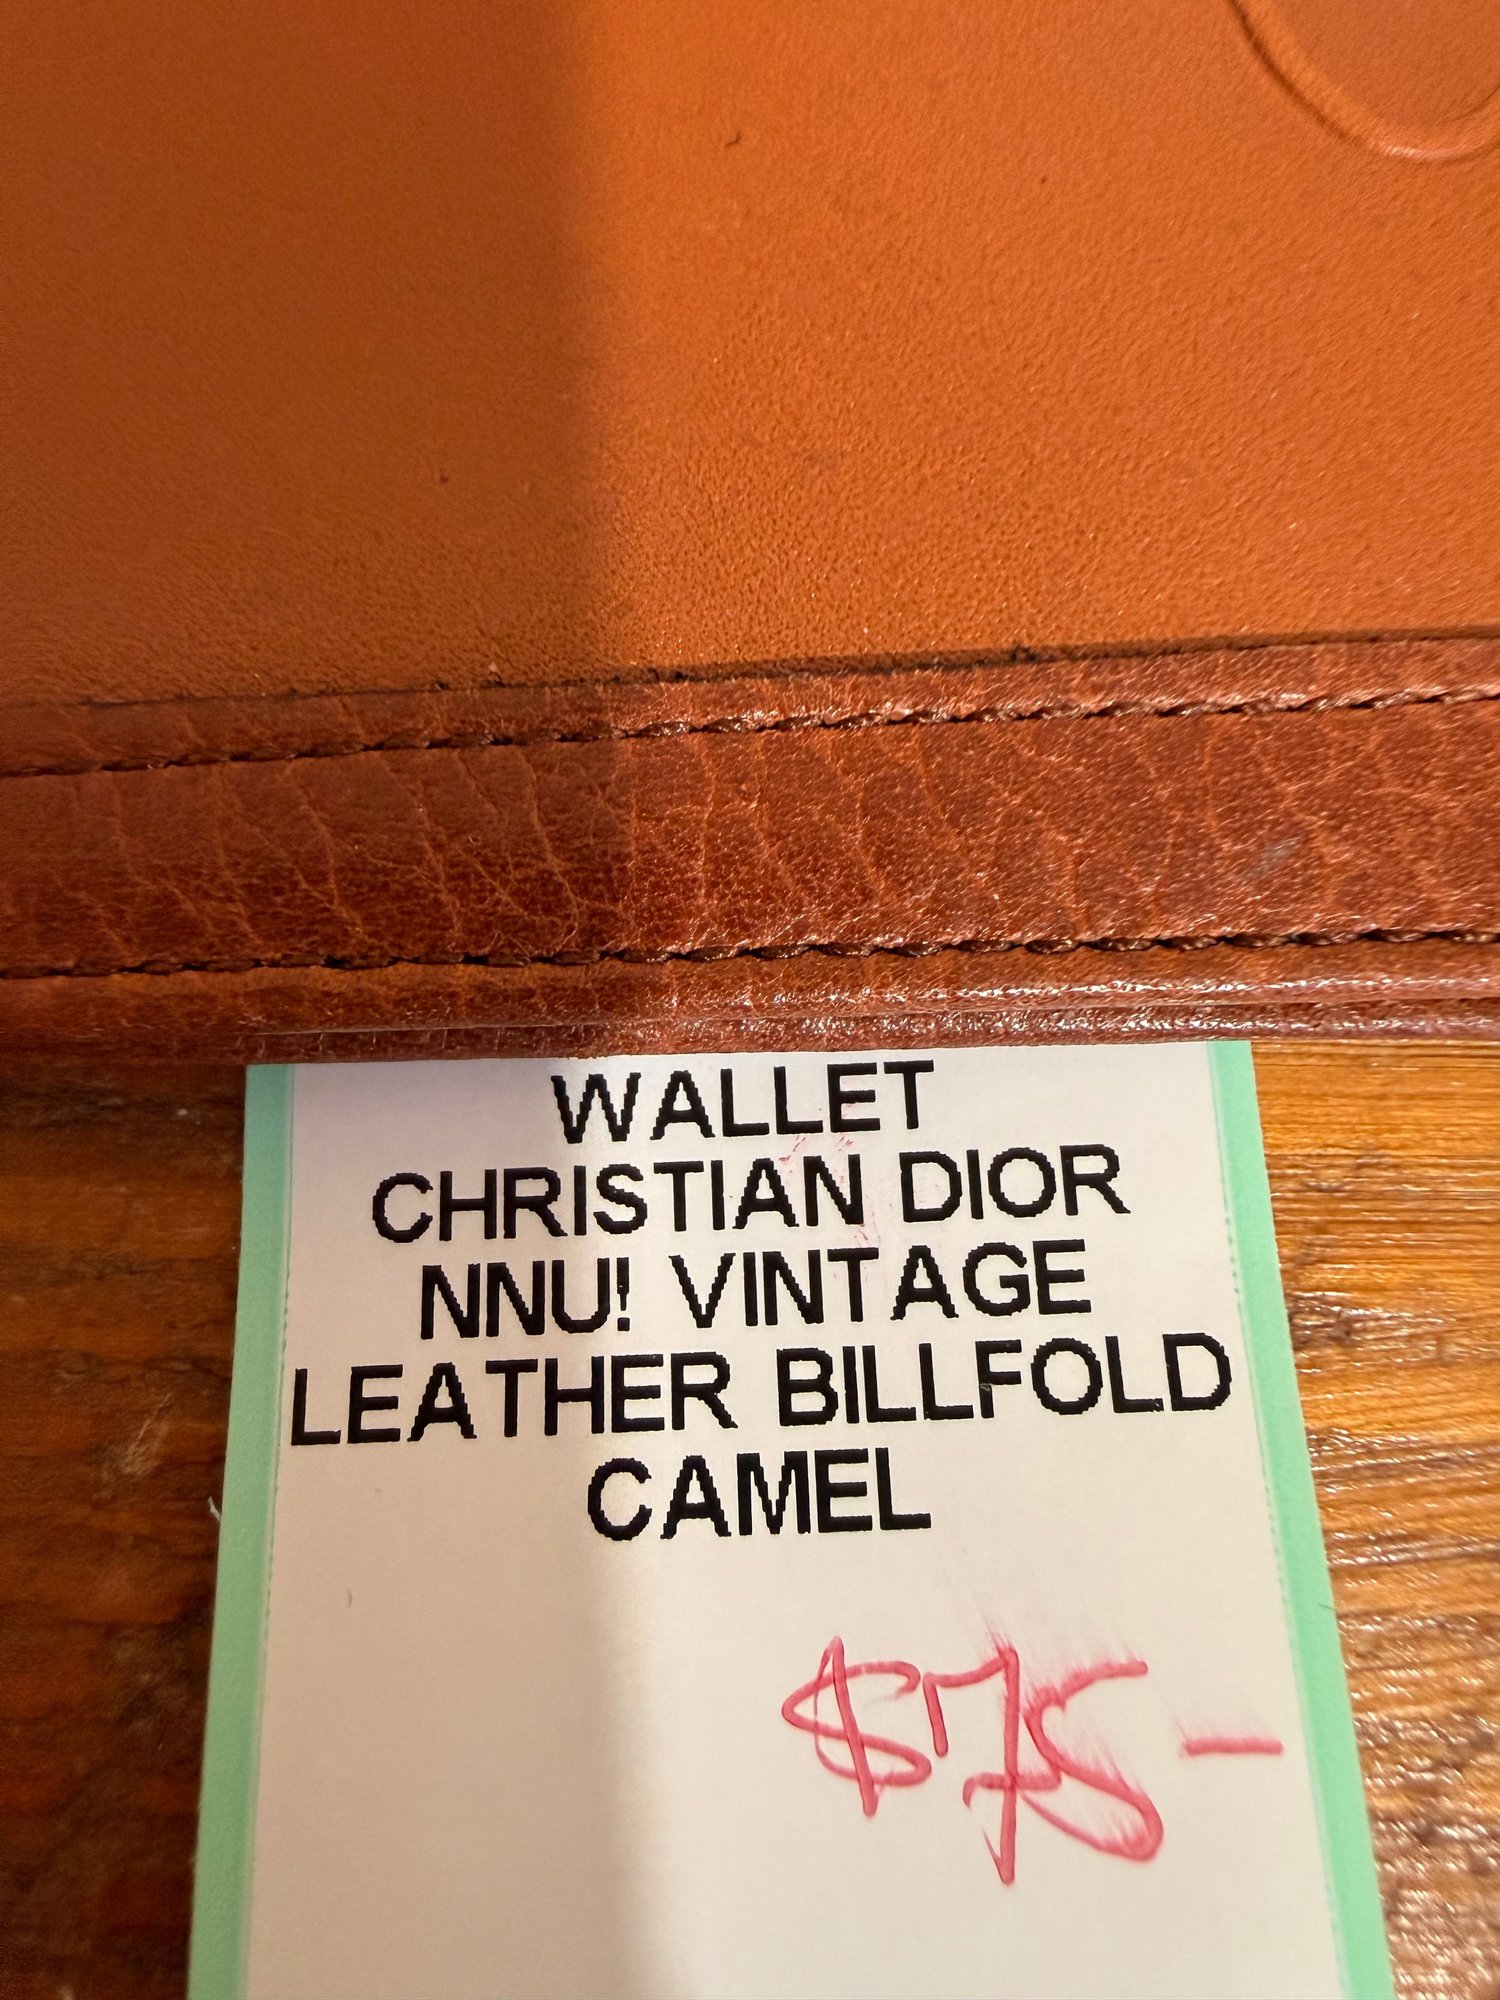 WALLET
CHRISTIAN DIOR
NNU! VINTAGE
LEATHER BILLFOLD
CAMEL
$75-